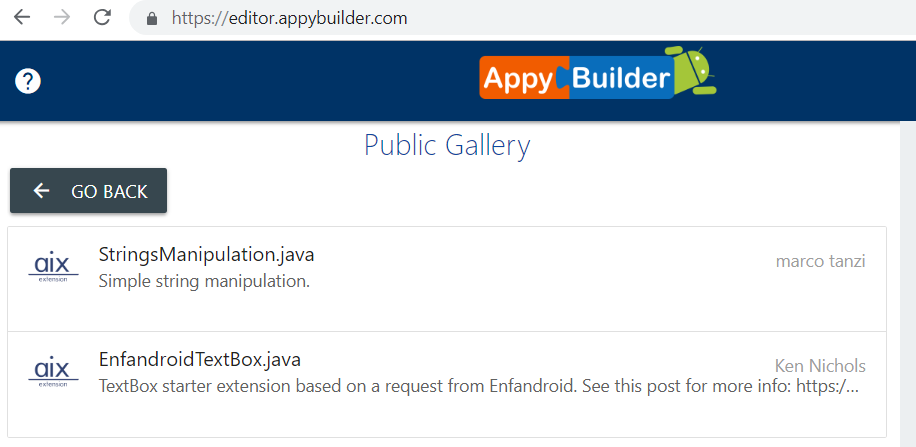 https://editor.appybuilder.com
?
Appy Builder
Public Gallery
GO BACK
aix
extension
StringsManipulation.java
Simple string manipulation.
marco tanzi
aix
extension
EnfandroidTextBox.java
Ken Nichols
TextBox starter extension based on a request from Enfandroid. See this post for more info: https:/...